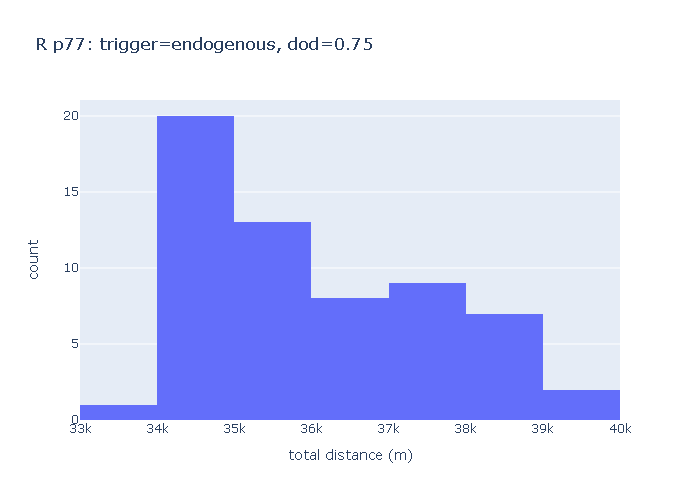 R p77: trigger=endogenous, dod=0.75
20
15
10
5
0
count
33k 34k 35k 36k 37k 38k 39k 40k
total distance (m)